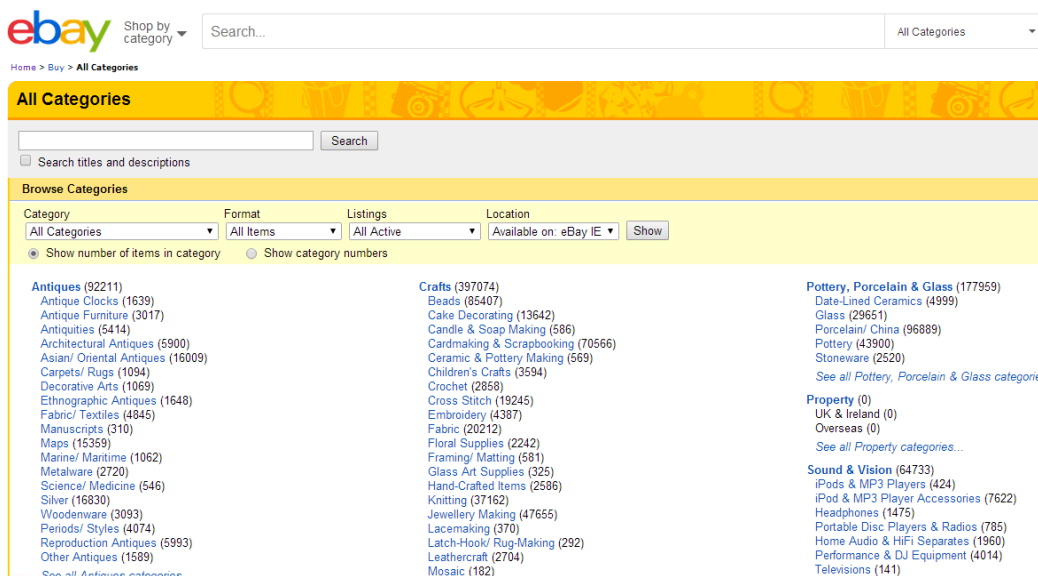 ebay
Shop by
category
Search...
All Categories
Home > Buy > All Categories
All Categories
Search
Search titles and descriptions
Browse Categories
Category Format Listings Location
All Categories All Items All Active Available on: eBay IE Show
Show number of items in category Show category numbers
Antiques (92211)
Antique Clocks (1639)
Antique Furniture (3017)
Antiquities (5414)
Architectural Antiques (5900)
Asian/ Oriental Antiques (16009)
Carpets/ Rugs (1094)
Decorative Arts (1069)
Ethnographic Antiques (1648)
Fabric/ Textiles (4845)
Manuscripts (310)
Maps (15359)
Marine/ Maritime (1062)
Metalware (2720)
Science/ Medicine (546)
Silver (16830)
Woodenware (3093)
Periods/ Styles (4074)
Reproduction Antiques (5993)
Other Antiques (1589)
See all Antiques categories
Crafts (397074)
Beads (85407)
Cake Decorating (13642)
Candle & Soap Making (586)
Cardmaking & Scrapbooking (70566)
Ceramic & Pottery Making (569)
Children's Crafts (3594)
Crochet (2858)
Cross Stitch (19245)
Embroidery (4387)
Fabric (20212)
Floral Supplies (2242)
Framing/ Matting (581)
Glass Art Supplies (325)
Hand-Crafted Items (2586)
Knitting (37162)
Jewellery Making (47655)
Lacemaking (370)
Latch-Hook/ Rug-Making (292)
Leathercraft (2704)
Mosaic (182)
Pottery, Porcelain & Glass (177959)
Date-Lined Ceramics (4999)
Glass (29651)
Porcelain/ China (96889)
Pottery (43900)
Stoneware (2520)
See all Pottery, Porcelain & Glass categorie
Property (0)
UK & Ireland (0)
Overseas (0)
See all Property categories...
Sound & Vision (64733)
iPods & MP3 Players (424)
iPod & MP3 Player Accessories (7622)
Headphones (1475)
Portable Disc Players & Radios (785)
Home Audio & HiFi Separates (1960)
Performance & DJ Equipment (4014)
Televisions (141)